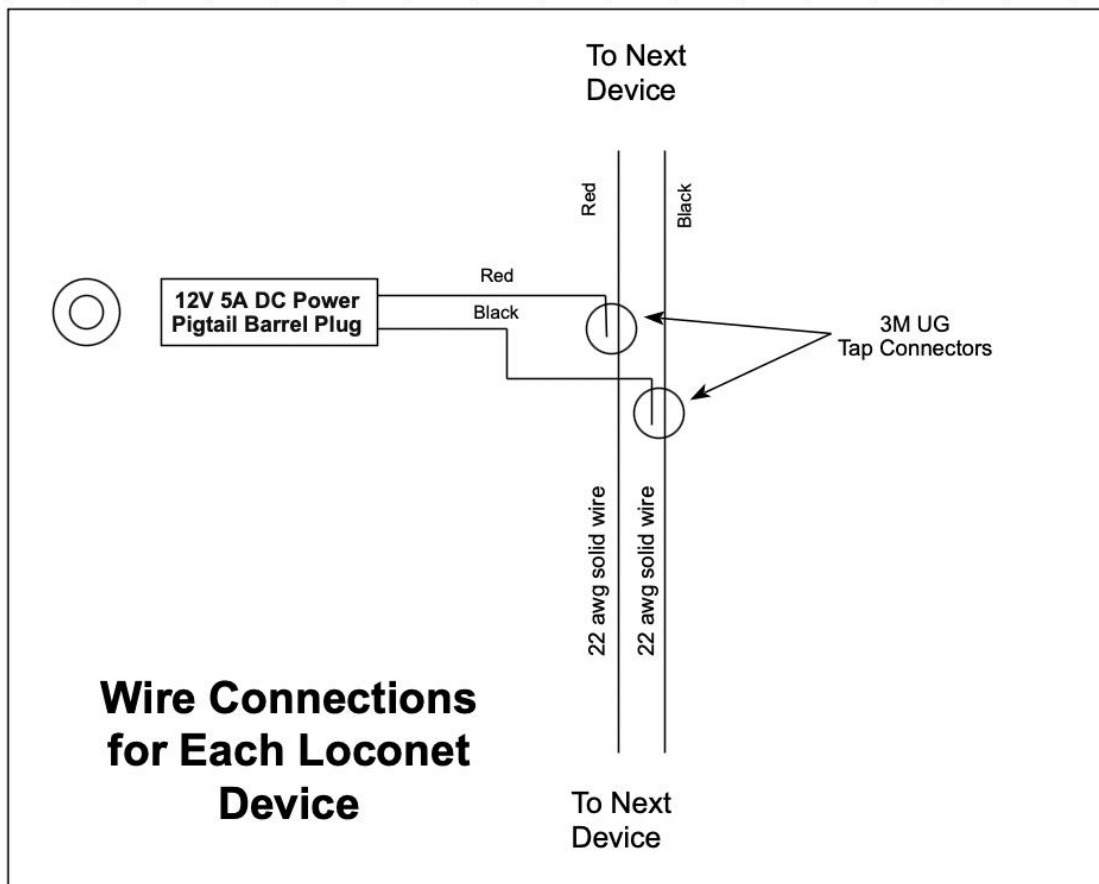 To Next
Device
Red
Black
Red
12V 5A DC Power
Pigtail Barrel Plug
Black
3M UG
Tap Connectors
22 awg solid wire
22 awg solid wire
Wire Connections
for Each Loconet
Device
To Next
Device